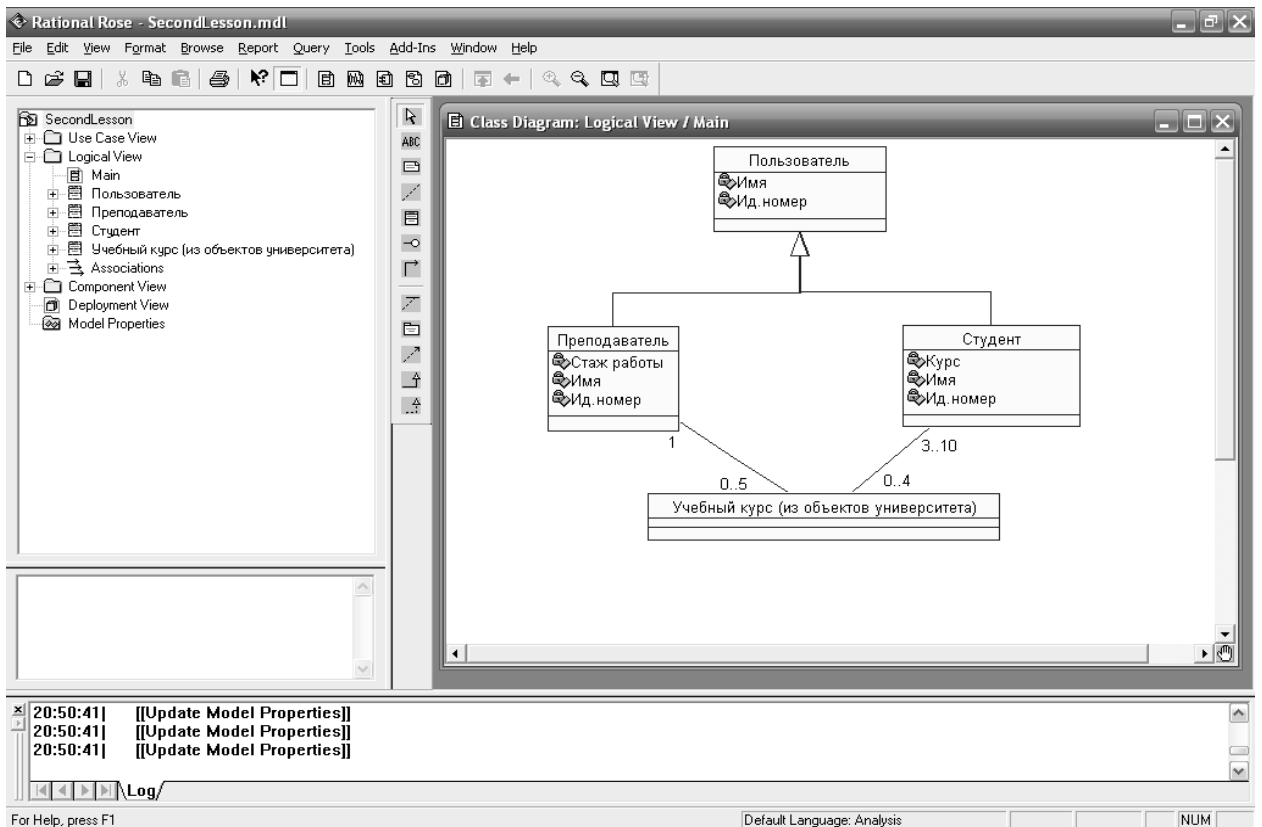 Rational Rose - SecondLesson.mdl
File Edit View Format Browse Report Query Tools Add-Ins Window Help
SecondLesson
Use Case View
Logical View
Main
Пользователь
Преподаватель
Студент
Учебный курс (из объектов университета)
Associations
Component View
Deployment View
Model Properties
ABC
Class Diagram: Logical View / Main
Пользователь
Имя
Ид.номер
Преподаватель
Стаж работы
Имя
Ид.номер
Студент
Курс
Имя
Ид.номер
1
3..10
0..5
0..4
Учебный курс (из объектов университета)
20:50:41| [[Update Model Properties]]
20:50:41| [[Update Model Properties]]
20:50:41| [[Update Model Properties]]
Log
For Help, press F1
Default Language: Analysis
NUM